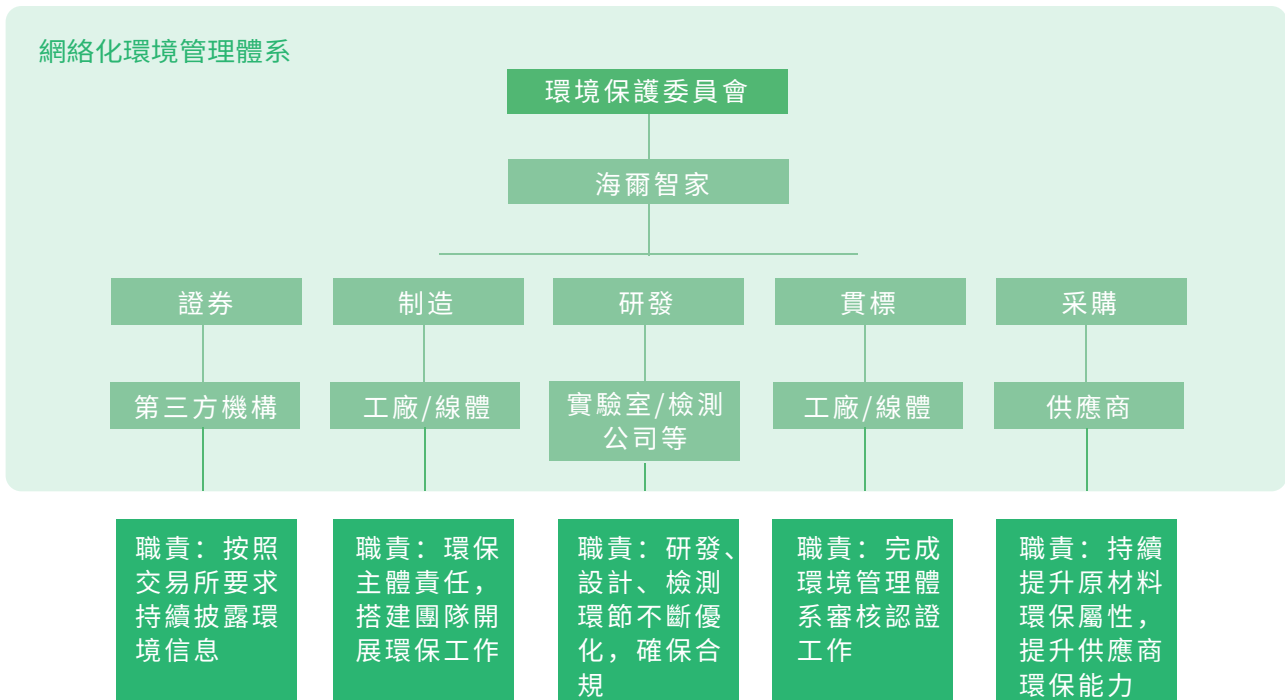 網絡化環境管理體系
環境保護委員會
海爾智家
證券
制造
研發
貫標
采購
第三方機構
工廠/線體
實驗室/檢測
公司等
工廠/線體
供應商
職責：按照
交易所要求
持續披露環
境信息
職責：環保
主體責任，
搭建團隊開
展環保工作
職責：研發、
設計、檢測
環節不斷優
化，確保合
規
職責：完成
環境管理體
系審核認證
工作
職責：持續
提升原材料
環保屬性，
提升供應商
環保能力